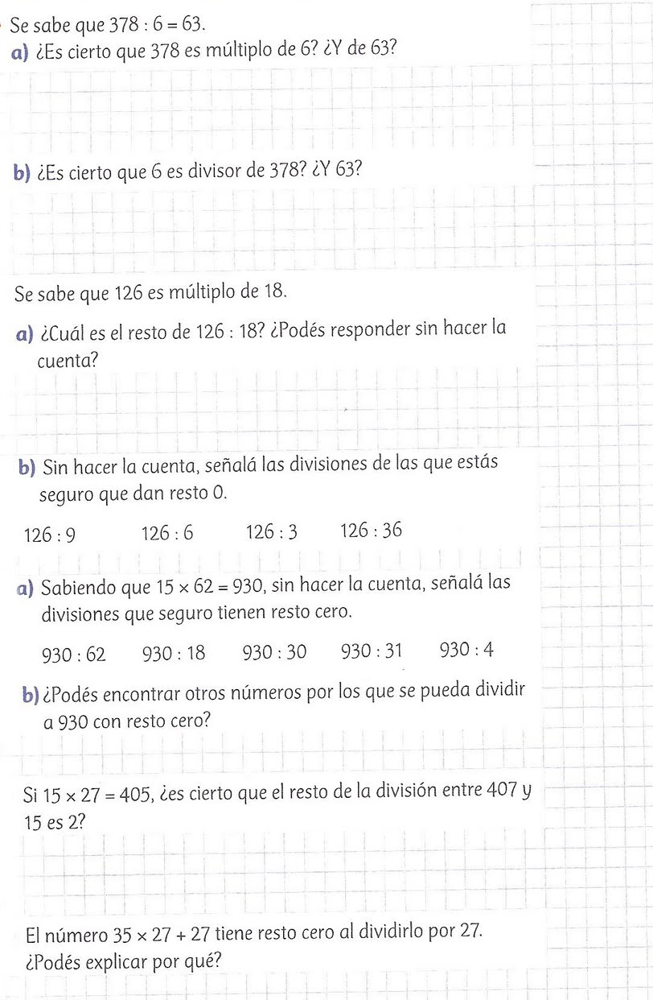 Se sabe que 378 : 6 = 63.
a) ¿Es cierto que 378 es múltiplo de 6? ¿Y de 63?
b) ¿Es cierto que 6 es divisor de 378? ¿Y 63?
Se sabe que 126 es múltiplo de 18.
a) ¿Cuál es el resto de 126 : 18? ¿Podés responder sin hacer la
cuenta?
b) Sin hacer la cuenta, señalá las divisiones de las que estás
seguro que dan resto 0.
126 : 9 126 : 6 126 : 3 126 : 36
a) Sabiendo que 15 × 62 = 930, sin hacer la cuenta, señalá las
divisiones que seguro tienen resto cero.
930 : 62 930 : 18 930 : 30 930 : 31 930 : 4
b) ¿Podés encontrar otros números por los que se pueda dividir
a 930 con resto cero?
Si 15 × 27 = 405, ¿es cierto que el resto de la división entre 407 y
15 es 2?
El número 35 × 27 + 27 tiene resto cero al dividirlo por 27.
¿Podés explicar por qué?